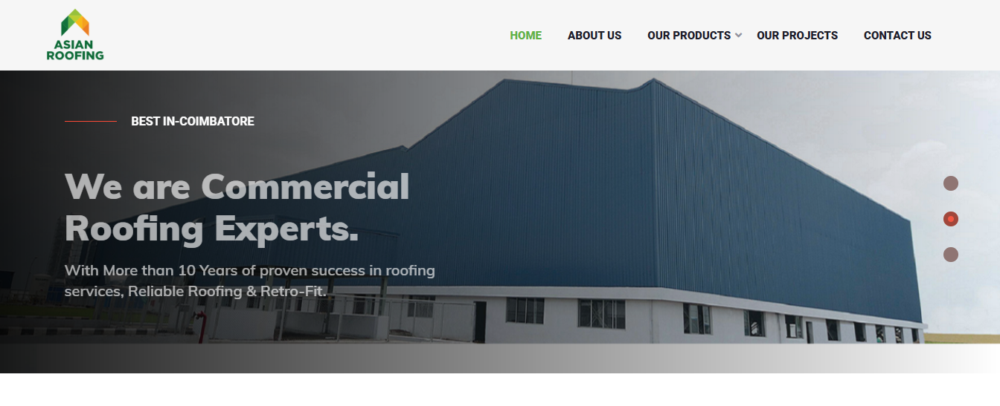 ASIAN
ROOFING
HOME ABOUT US OUR PRODUCTS OUR PROJECTS CONTACT US
BEST IN-COIMBATORE
We are Commercial
Roofing Experts.
With More than 10 Years of proven success in roofing
services, Reliable Roofing & Retro-Fit.